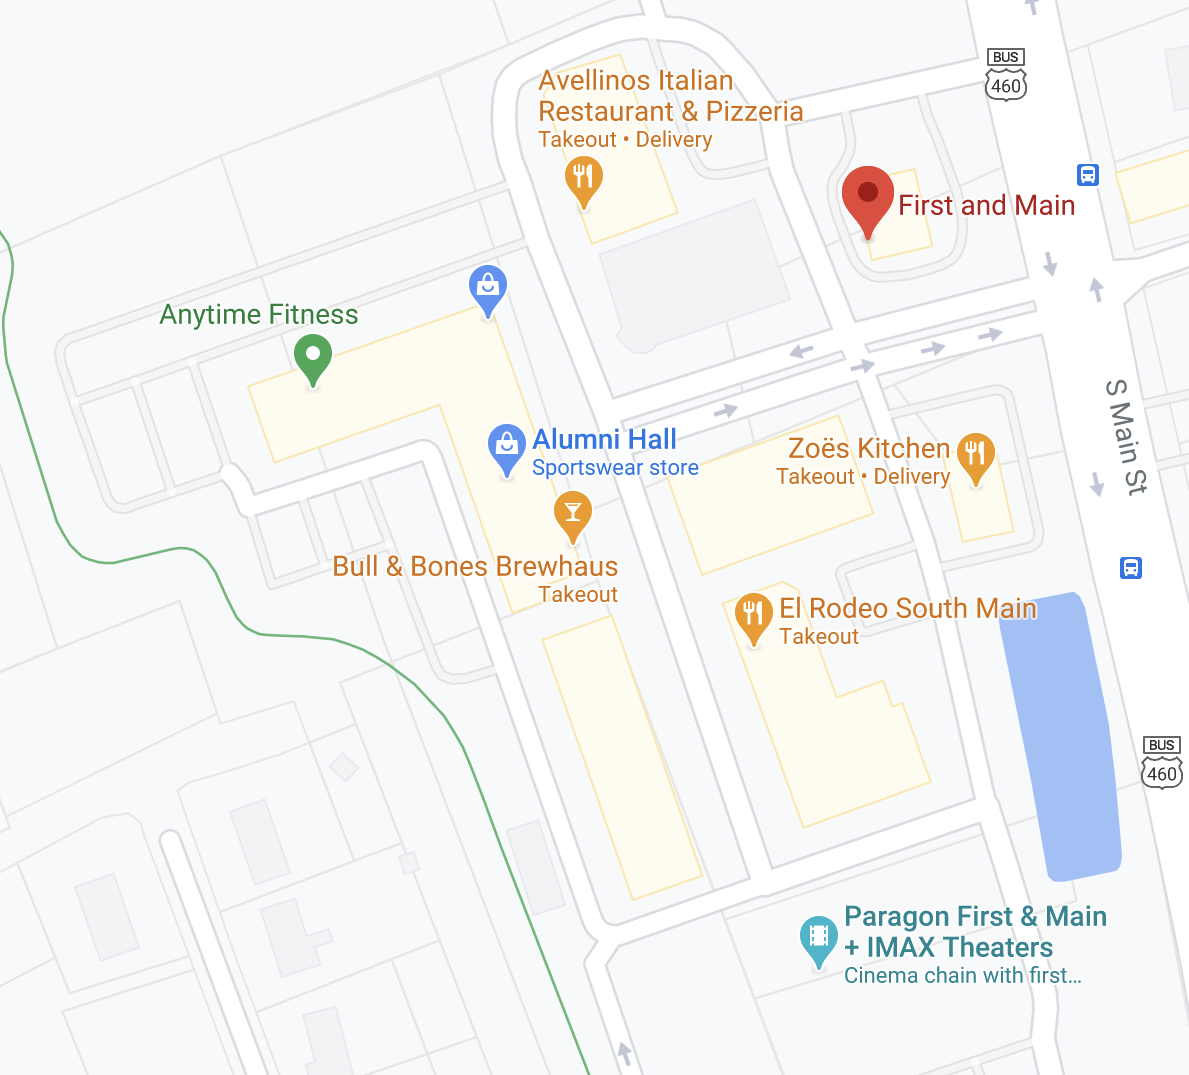 BUS
460
Avellinos Italian
Restaurant & Pizzeria
Takeout • Delivery
First and Main
Anytime Fitness
S Main St
Alumni Hall
Sportswear store
Zoës Kitchen
Takeout • Delivery
Bull & Bones Brewhaus
Takeout
El Rodeo South Main
Takeout
BUS
460
Paragon First & Main
+ IMAX Theaters
Cinema chain with first...